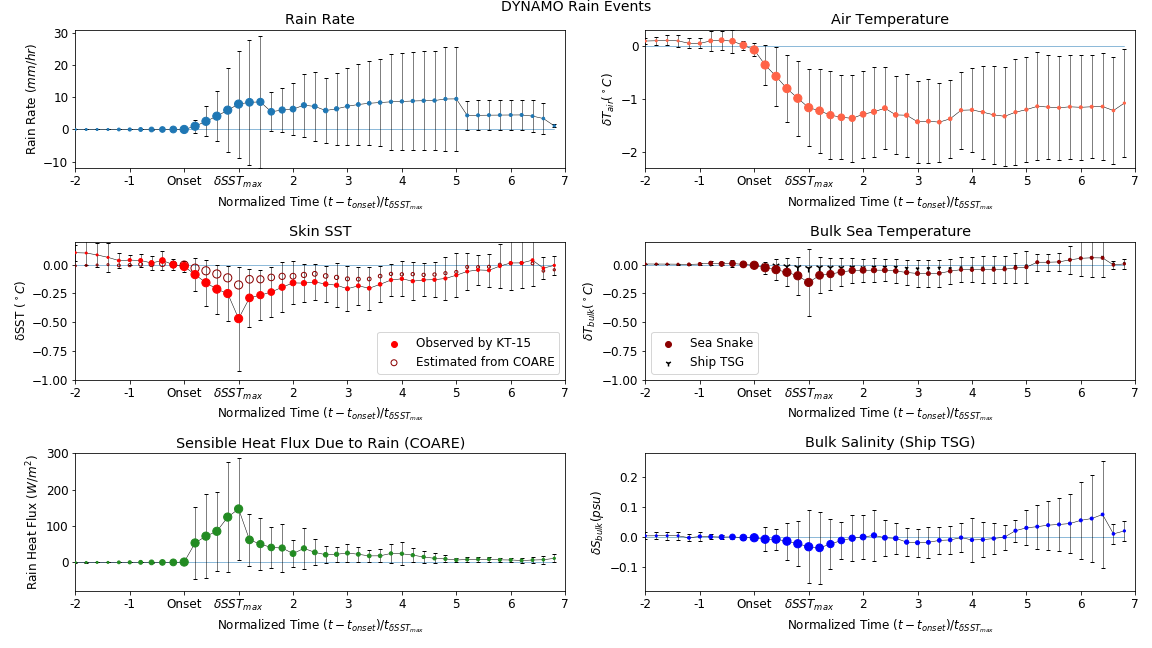 DYNAMO Rain Events
Rain Rate
Rain Rate (mm/hr)
30
20
10
0
−10
-2 -1 Onset δSST_max 2 3 4 5 6 7
Normalized Time (t − t_onset)/t_δSST_max
Air Temperature
δT_air(°C)
0
−1
−2
-2 -1 Onset δSST_max 2 3 4 5 6 7
Normalized Time (t − t_onset)/t_δSST_max
Skin SST
δSST (°C)
0.00
−0.25
−0.50
−0.75
−1.00
Observed by KT-15
Estimated from COARE
-2 -1 Onset δSST_max 2 3 4 5 6 7
Normalized Time (t − t_onset)/t_δSST_max
Bulk Sea Temperature
δT_bulk(°C)
0.00
−0.25
−0.50
−0.75
−1.00
Sea Snake
Ship TSG
-2 -1 Onset δSST_max 2 3 4 5 6 7
Normalized Time (t − t_onset)/t_δSST_max
Sensible Heat Flux Due to Rain (COARE)
Rain Heat Flux (W/m²)
300
200
100
0
-2 -1 Onset δSST_max 2 3 4 5 6 7
Normalized Time (t − t_onset)/t_δSST_max
Bulk Salinity (Ship TSG)
δS_bulk(psu)
0.2
0.1
0.0
−0.1
-2 -1 Onset δSST_max 2 3 4 5 6 7
Normalized Time (t − t_onset)/t_δSST_max